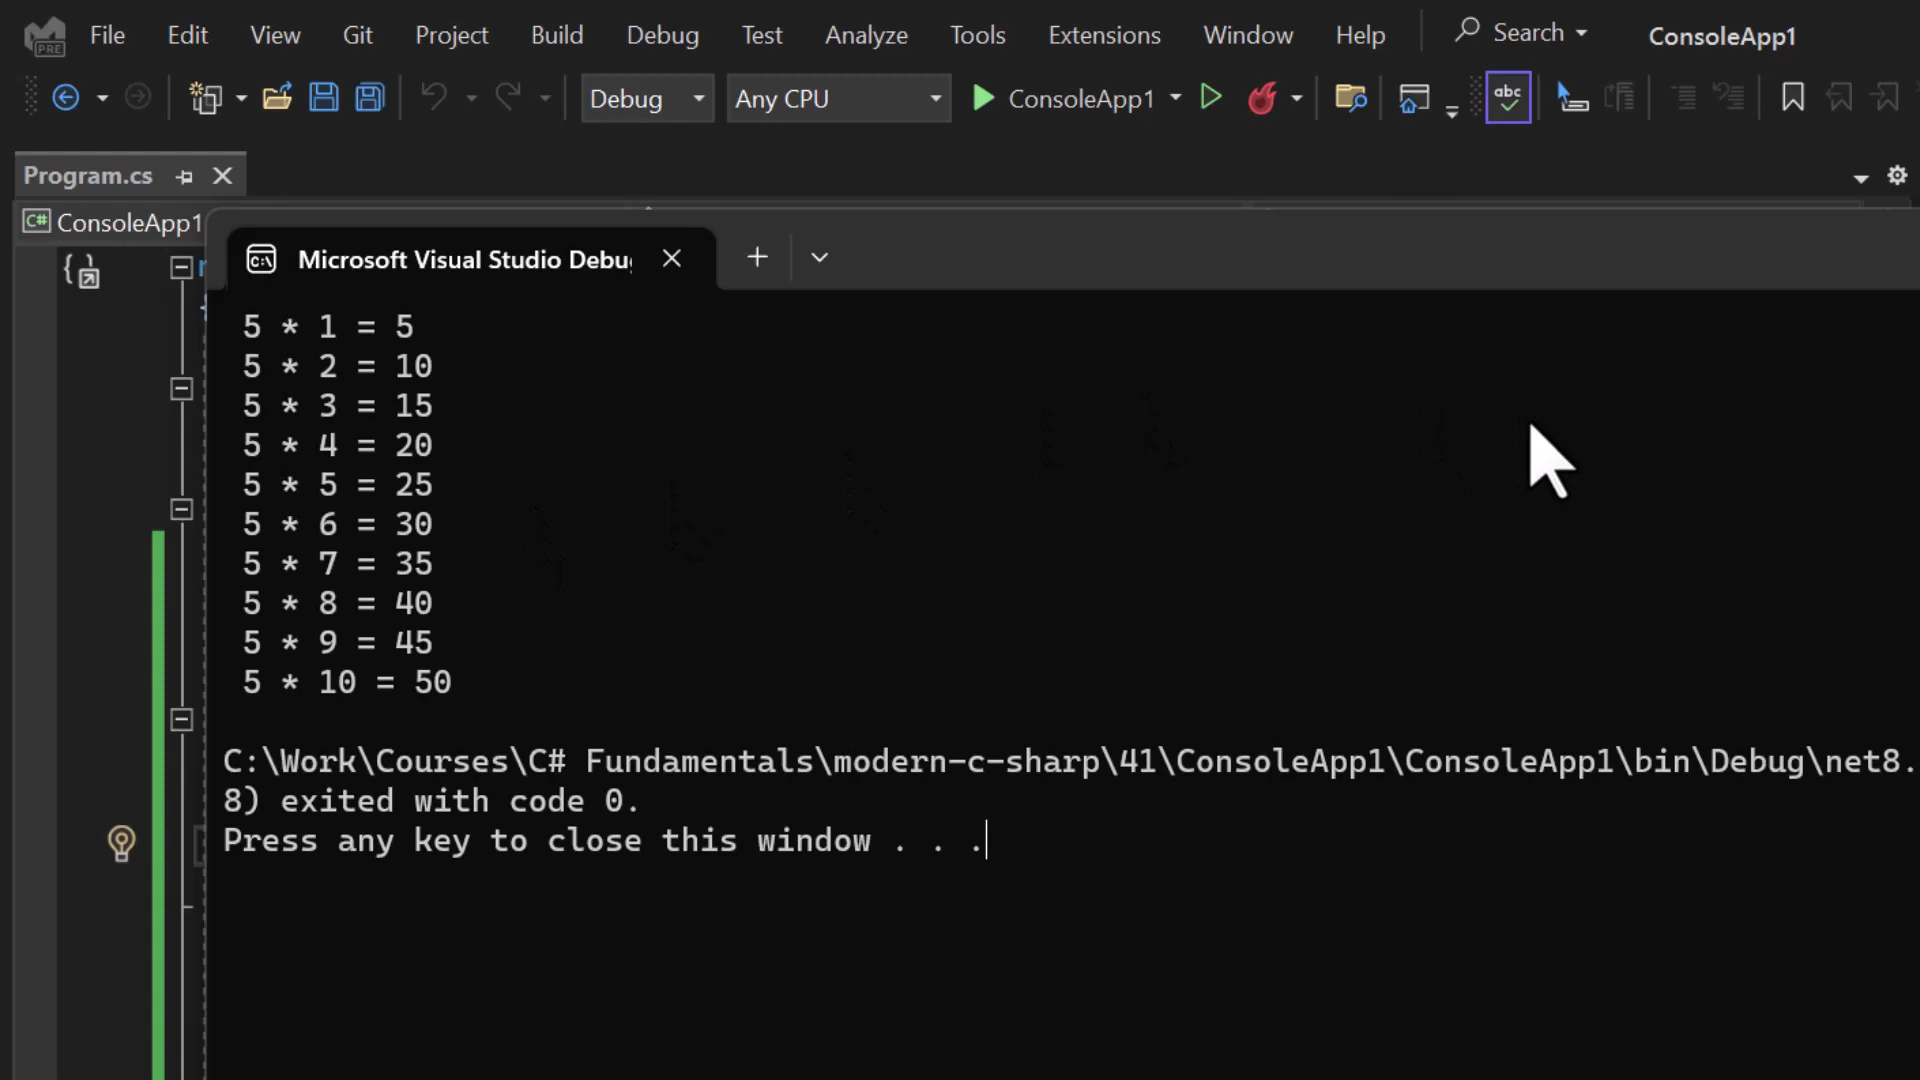 File Edit View Git Project Build Debug Test Analyze Tools Extensions Window Help Search ConsoleApp1
PRE
Debug Any CPU ConsoleApp1 abc
Program.cs
C# ConsoleApp1
C:\ Microsoft Visual Studio Debu
5 * 1 = 5
5 * 2 = 10
5 * 3 = 15
5 * 4 = 20
5 * 5 = 25
5 * 6 = 30
5 * 7 = 35
5 * 8 = 40
5 * 9 = 45
5 * 10 = 50
C:\Work\Courses\C# Fundamentals\modern-c-sharp\41\ConsoleApp1\ConsoleApp1\bin\Debug\net8.
8) exited with code 0.
Press any key to close this window . . .